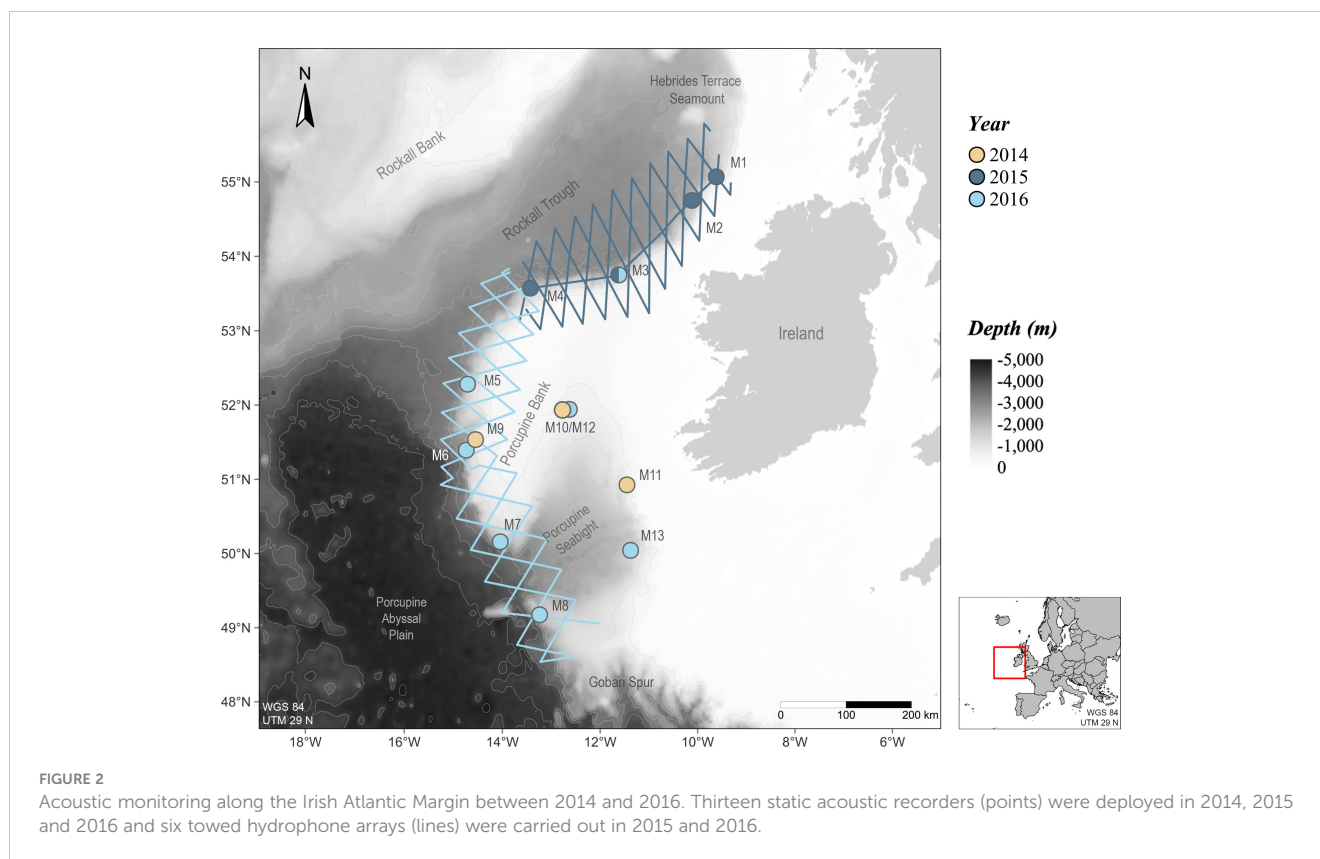 N
Hebrides Terrace
Seamount
Rockall Bank
Rockall Trough
M1
M2
M3
M4
Ireland
M5
Porcupine Bank
M9
M10/M12
M6
M11
M7
Porcupine
Seabight
M13
M8
Porcupine
Abyssal
Plain
Goban Spur
WGS 84
UTM 29 N
0 100 200 km
55°N
54°N
53°N
52°N
51°N
50°N
49°N
48°N
18°W 16°W 14°W 12°W 10°W 8°W 6°W
Year
2014
2015
2016
Depth (m)
-5,000
-4,000
-3,000
-2,000
-1,000
0
WGS 84
UTM 29 N
FIGURE 2
Acoustic monitoring along the Irish Atlantic Margin between 2014 and 2016. Thirteen static acoustic recorders (points) were deployed in 2014, 2015
and 2016 and six towed hydrophone arrays (lines) were carried out in 2015 and 2016.